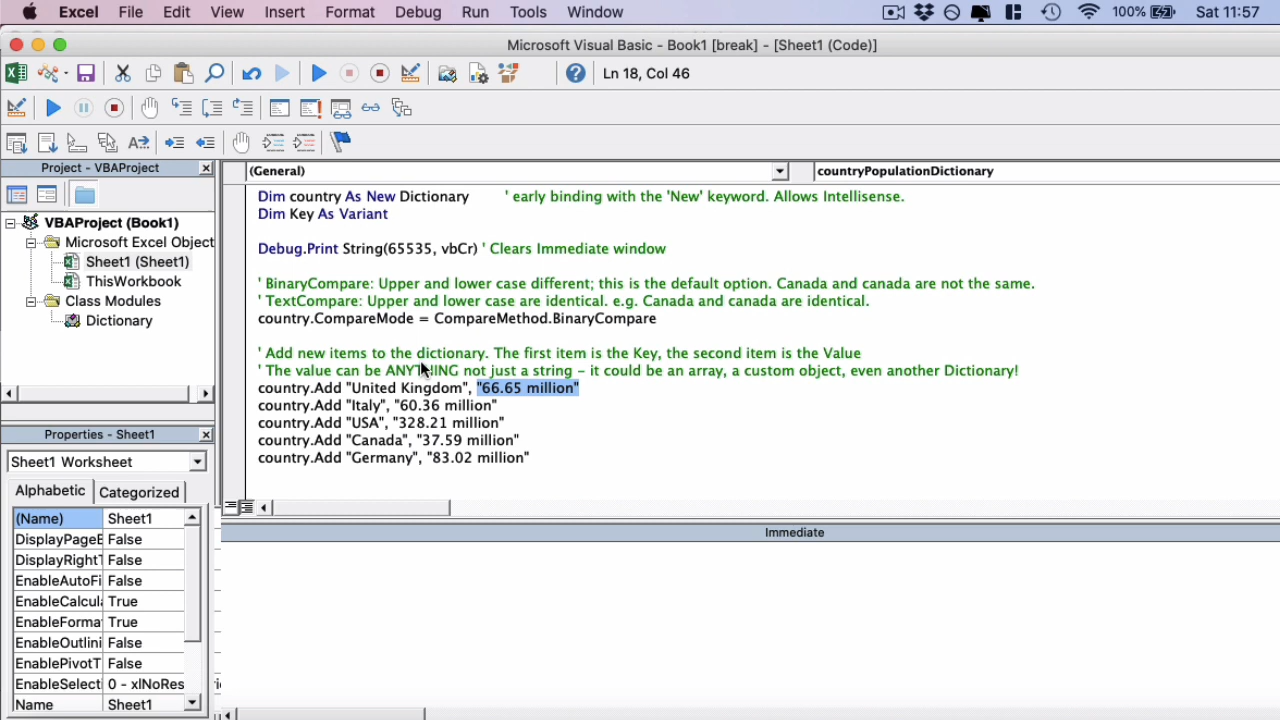 Excel File Edit View Insert Format Debug Run Tools Window 100% Sat 11:57
Microsoft Visual Basic - Book1 [break] - [Sheet1 (Code)]
Ln 18, Col 46
Project - VBAProject
(General)
countryPopulationDictionary
VBAProject (Book1)
Microsoft Excel Object
Sheet1 (Sheet1)
ThisWorkbook
Class Modules
Dictionary
Dim country As New Dictionary ' early binding with the 'New' keyword. Allows Intellisense.
Dim Key As Variant
Debug.Print String(65535, vbCr) ' Clears Immediate window
' BinaryCompare: Upper and lower case different; this is the default option. Canada and canada are not the same.
' TextCompare: Upper and lower case are identical. e.g. Canada and canada are identical.
country.CompareMode = CompareMethod.BinaryCompare
' Add new items to the dictionary. The first item is the Key, the second item is the Value
' The value can be ANYTHING not just a string – it could be an array, a custom object, even another Dictionary!
country.Add "United Kingdom", "66.65 million"
country.Add "Italy", "60.36 million"
country.Add "USA", "328.21 million"
country.Add "Canada", "37.59 million"
country.Add "Germany", "83.02 million"
Properties - Sheet1
Sheet1 Worksheet
Alphabetic Categorized
(Name) Sheet1
DisplayPageE False
DisplayRightT False
EnableAutoFi False
EnableCalcul True
EnableForma True
EnableOutlini False
EnablePivotT False
EnableSelect 0 - xlNoRes
Name Sheet1
Immediate